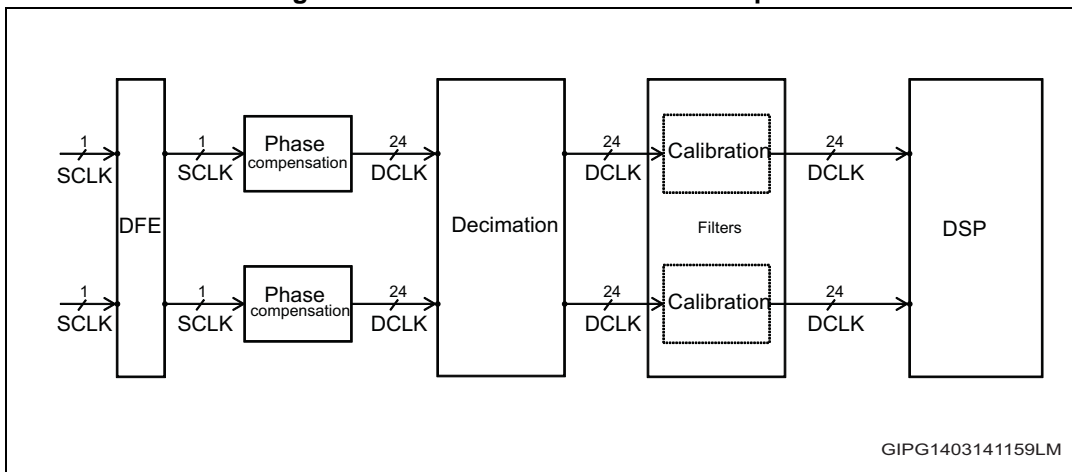 1
SCLK
DFE
1
SCLK
Phase
compensation
24
DCLK
Decimation
24
DCLK
Calibration
Filters
24
DCLK
DSP
1
SCLK
1
SCLK
Phase
compensation
24
DCLK
24
DCLK
Calibration
24
DCLK
GIPG1403141159LM